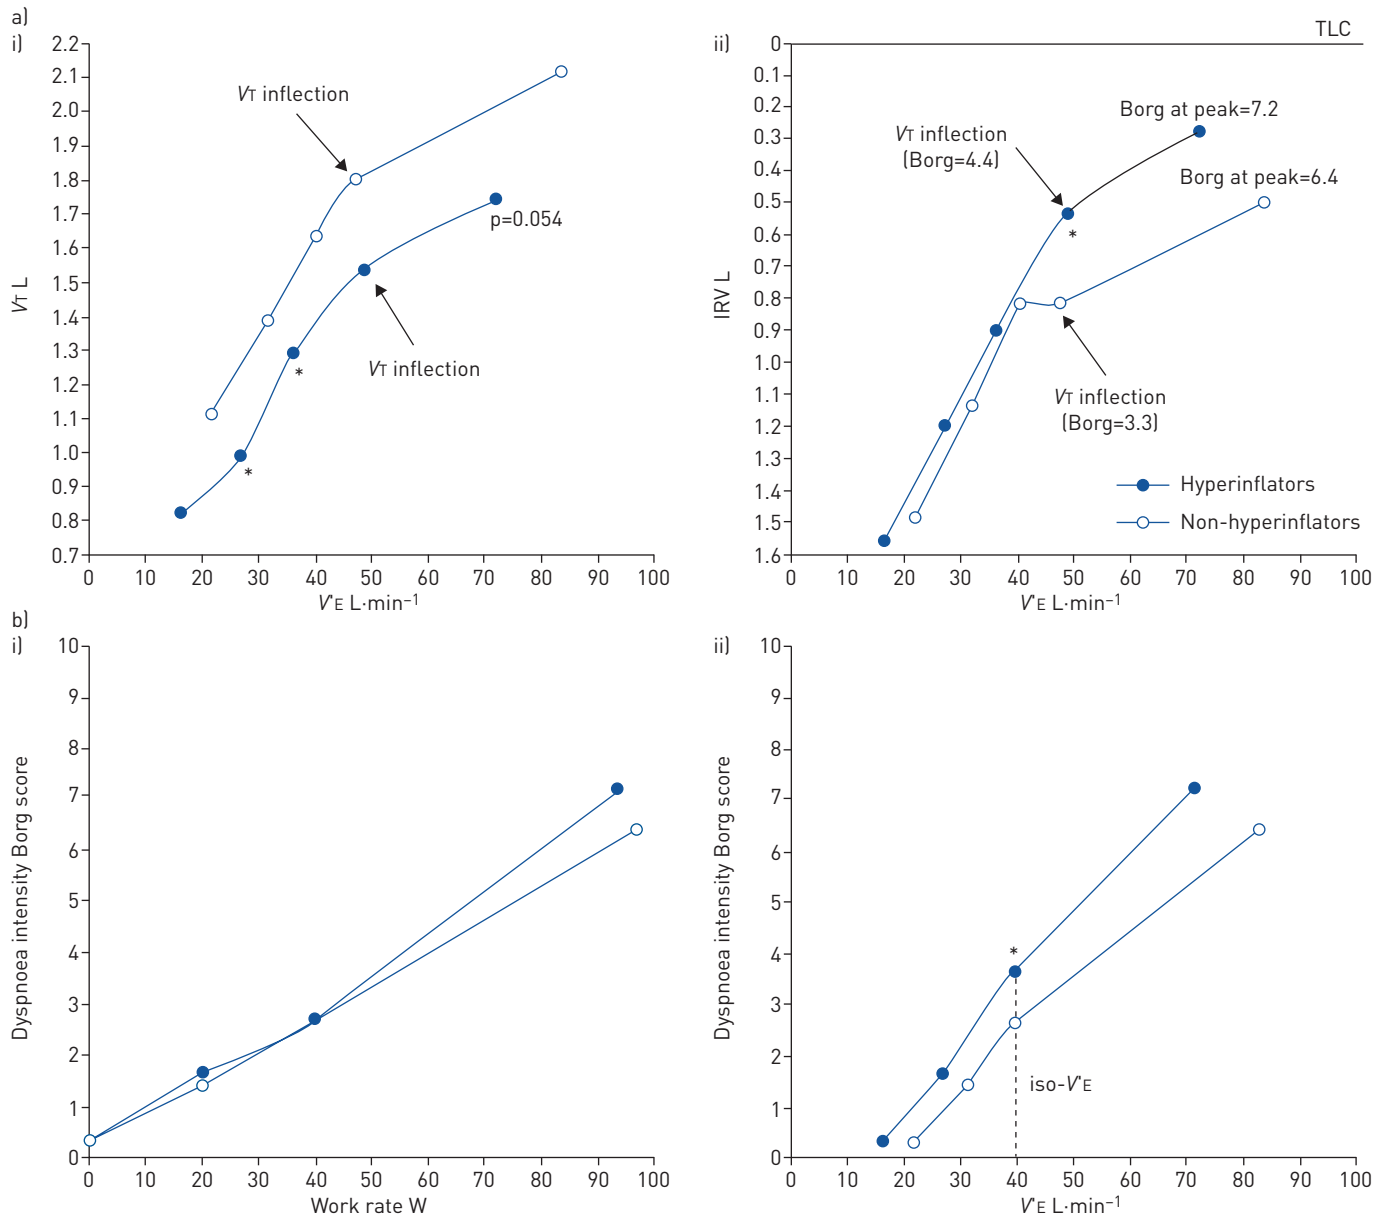 a)
i)
2.2
2.1
2.0
1.9
1.8
1.7
1.6
1.5
1.4
1.3
1.2
1.1
1.0
0.9
0.8
0.7
VT L
VT inflection
p=0.054
VT inflection
*
*
0 10 20 30 40 50 60 70 80 90 100
V'E L·min⁻¹
ii)
TLC
0
0.1
0.2
0.3
0.4
0.5
0.6
0.7
0.8
0.9
1.0
1.1
1.2
1.3
1.4
1.5
1.6
IRV L
Borg at peak=7.2
VT inflection
(Borg=4.4)
Borg at peak=6.4
*
VT inflection
(Borg=3.3)
Hyperinflators
Non-hyperinflators
0 10 20 30 40 50 60 70 80 90 100
V'E L·min⁻¹
b)
i)
10
9
8
7
6
5
4
3
2
1
0
Dyspnoea intensity Borg score
0 10 20 30 40 50 60 70 80 90 100
Work rate W
ii)
10
9
8
7
6
5
4
3
2
1
0
Dyspnoea intensity Borg score
*
iso-V'E
0 10 20 30 40 50 60 70 80 90 100
V'E L·min⁻¹